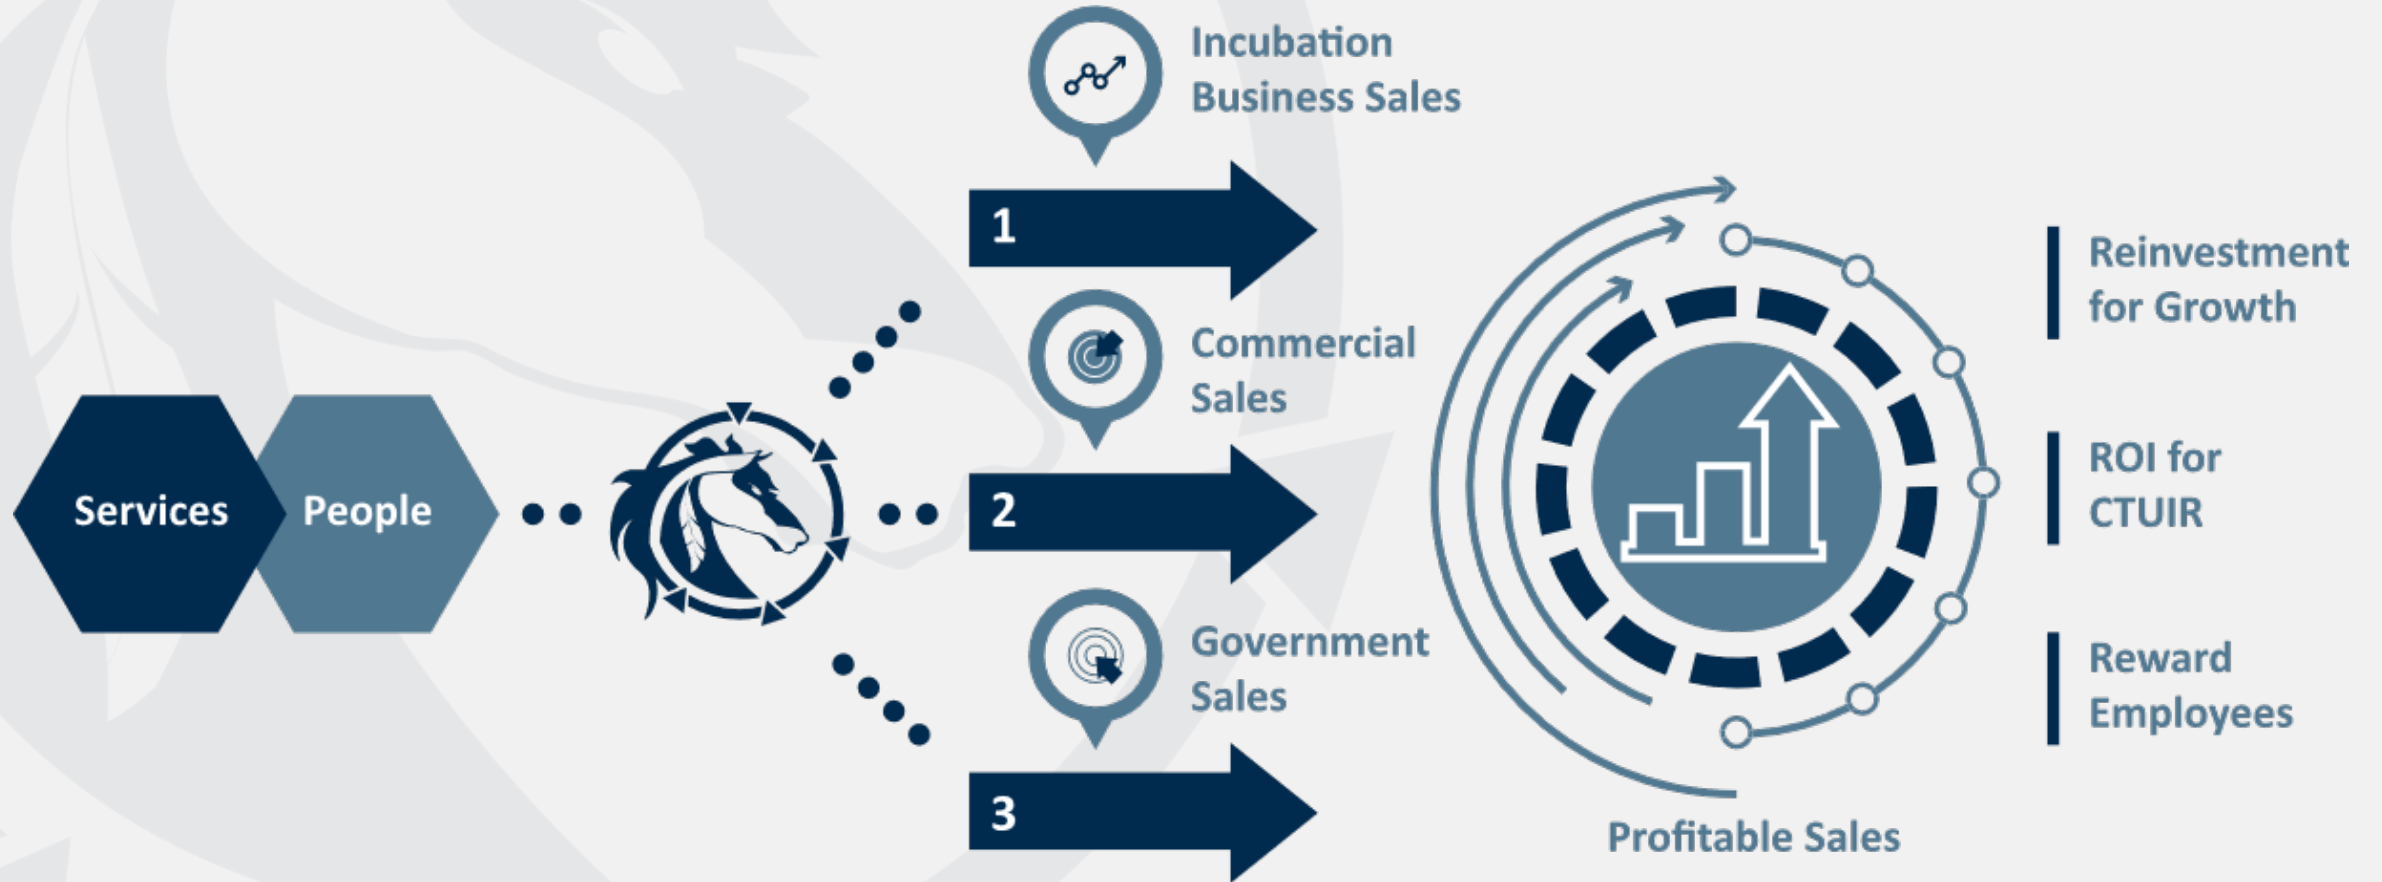 Services
People
Incubation
Business Sales
1
Commercial
Sales
2
Government
Sales
3
Profitable Sales
Reinvestment
for Growth
ROI for
CTUIR
Reward
Employees